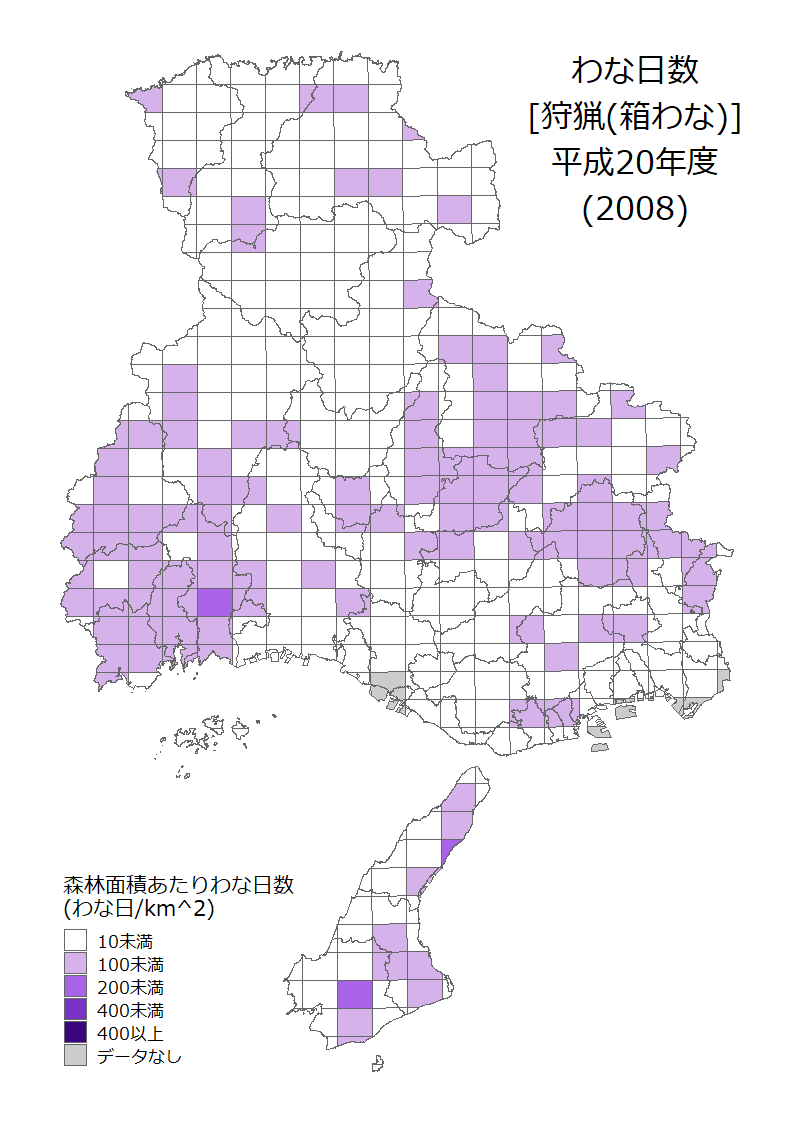 わな日数
[狩猟(箱わな)]
平成20年度
(2008)
森林面積あたりわな日数
(わな日/km^2)
10未満
100未満
200未満
400未満
400以上
データなし